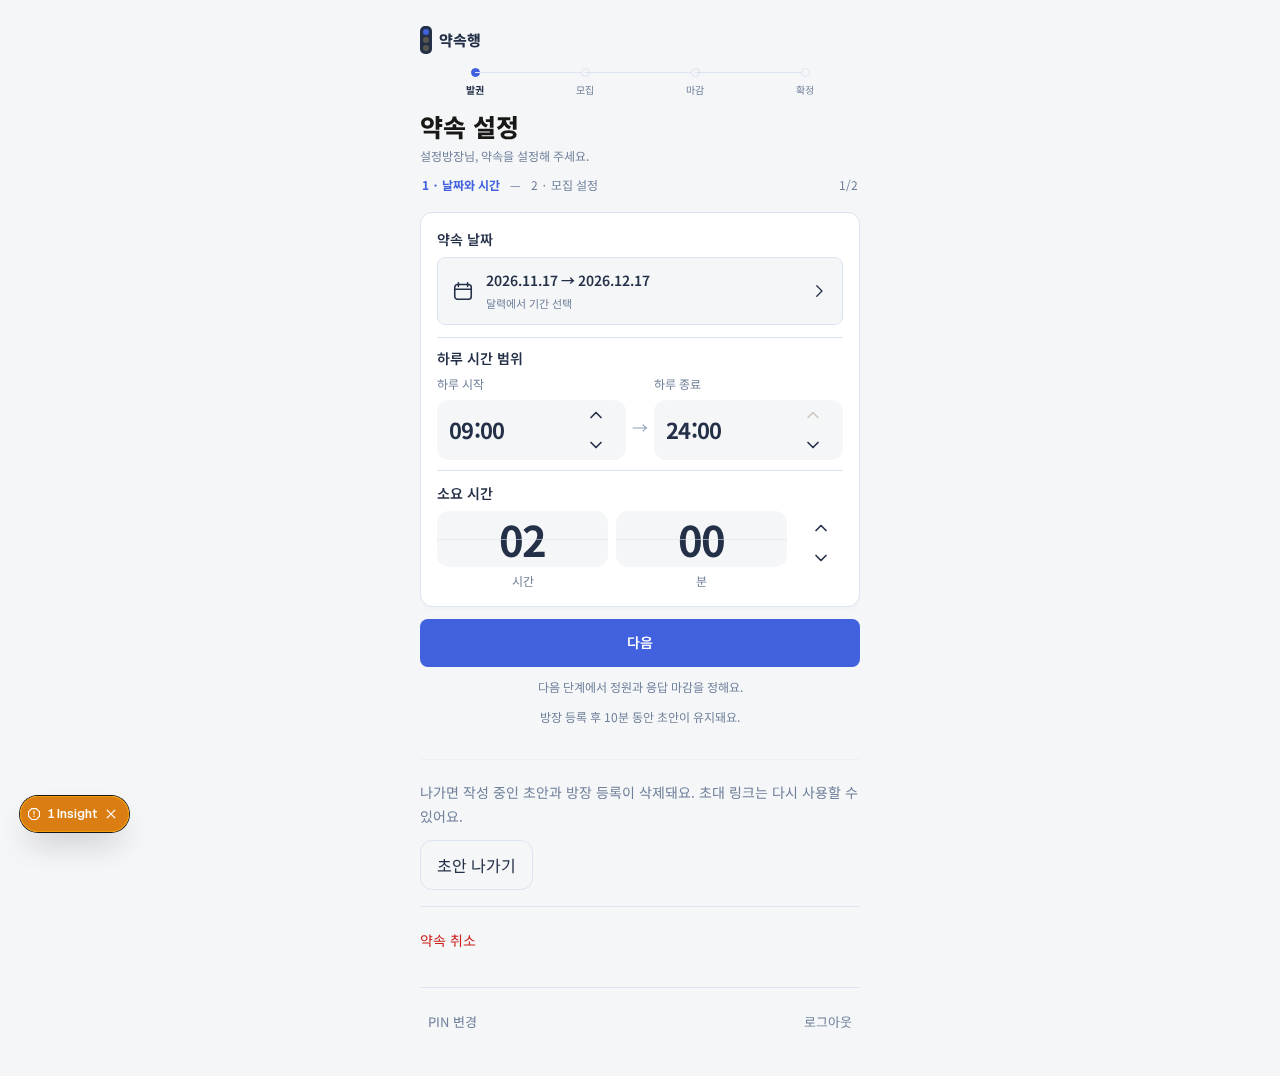 약속행
발권
모집
마감
확정
약속 설정
설정방장님, 약속을 설정해 주세요.
1 · 날짜와 시간 — 2 · 모집 설정 1/2
약속 날짜
2026.11.17 → 2026.12.17
달력에서 기간 선택
하루 시간 범위
하루 시작
하루 종료
09:00 → 24:00
소요 시간
02 00
시간 분
다음
다음 단계에서 정원과 응답 마감을 정해요.
방장 등록 후 10분 동안 초안이 유지돼요.
나가면 작성 중인 초안과 방장 등록이 삭제돼요. 초대 링크는 다시 사용할 수
있어요.
1 Insight
초안 나가기
약속 취소
PIN 변경
로그아웃